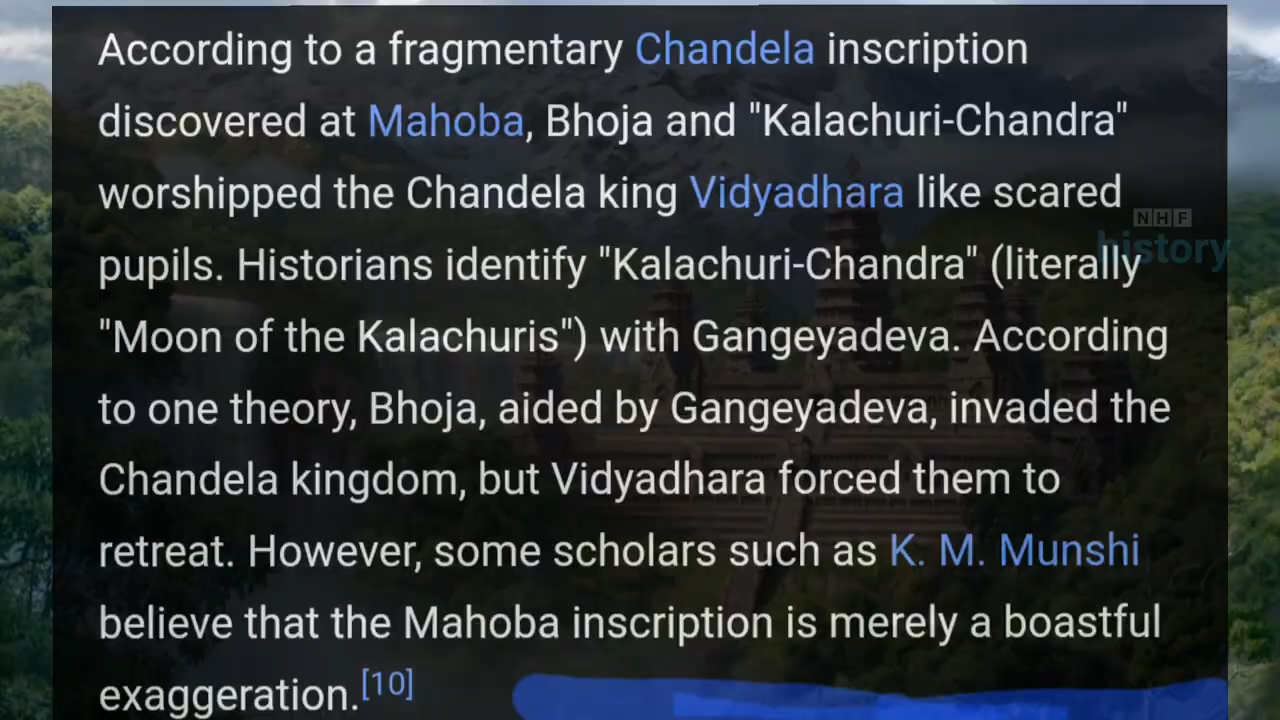 According to a fragmentary Chandela inscription
discovered at Mahoba, Bhoja and "Kalachuri-Chandra"
worshipped the Chandela king Vidyadhara like scared
pupils. Historians identify "Kalachuri-Chandra" (literally
"Moon of the Kalachuris") with Gangeyadeva. According
to one theory, Bhoja, aided by Gangeyadeva, invaded the
Chandela kingdom, but Vidyadhara forced them to
retreat. However, some scholars such as K. M. Munshi
believe that the Mahoba inscription is merely a boastful
exaggeration.[10]
NHF
history